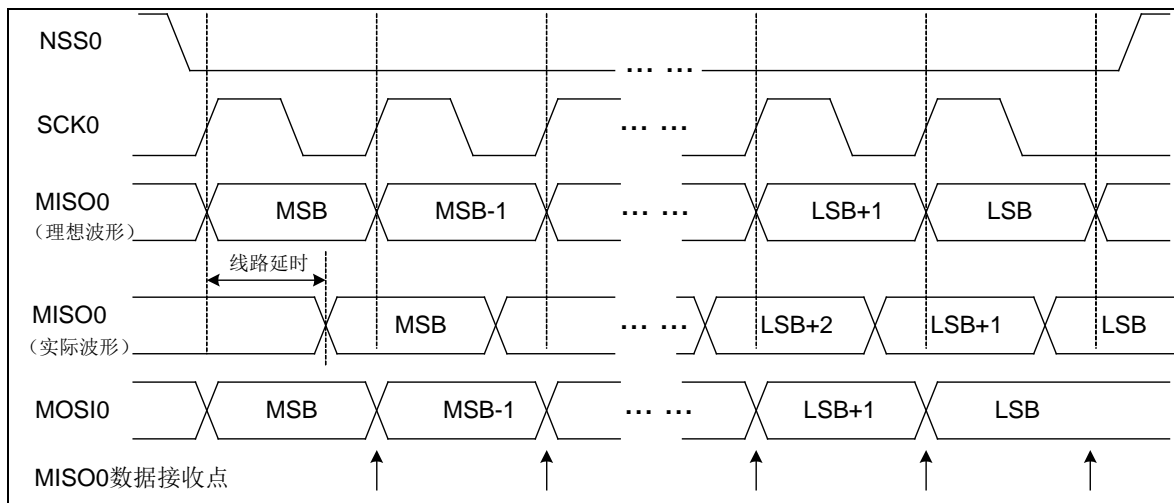 NSS0
... ...
SCK0
... ...
MISO0 MSB MSB-1 ... ... LSB+1 LSB
（理想波形）
线路延时
MISO0 MSB ... ... LSB+2 LSB+1 LSB
（实际波形）
MOSI0 MSB MSB-1 ... ... LSB+1 LSB
MISO0数据接收点